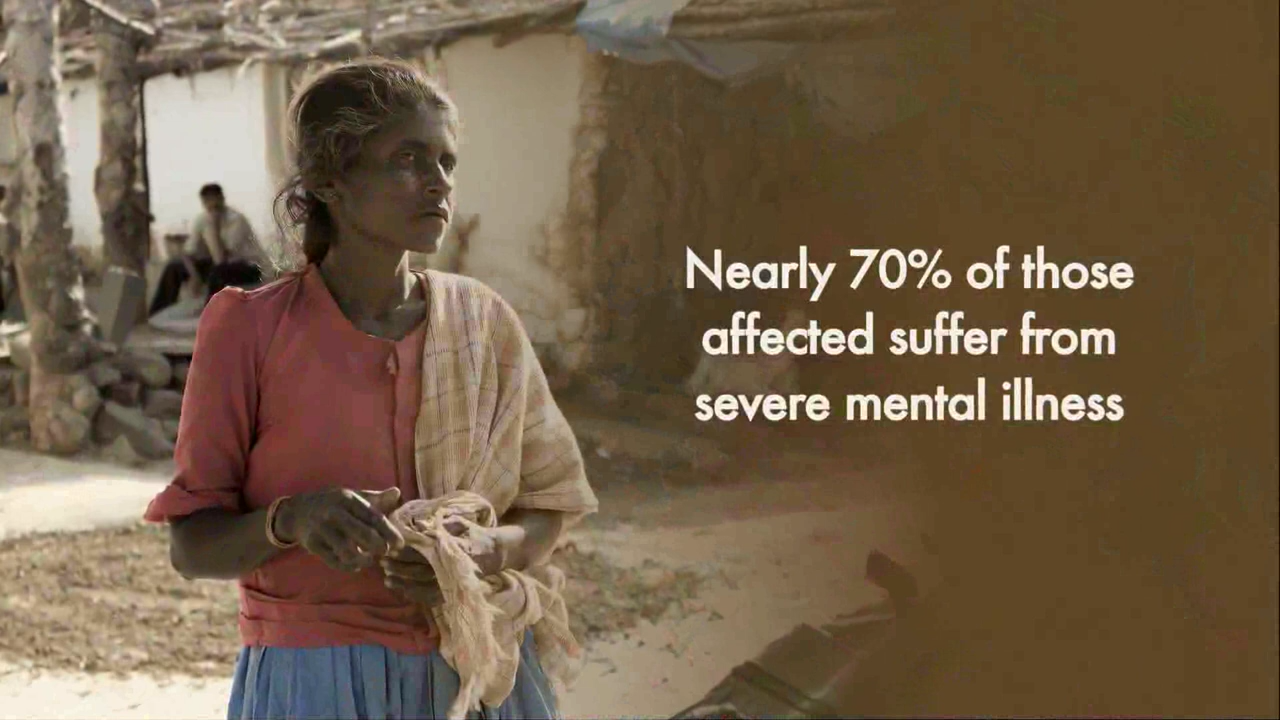 Nearly 70% of those
affected suffer from
severe mental illness